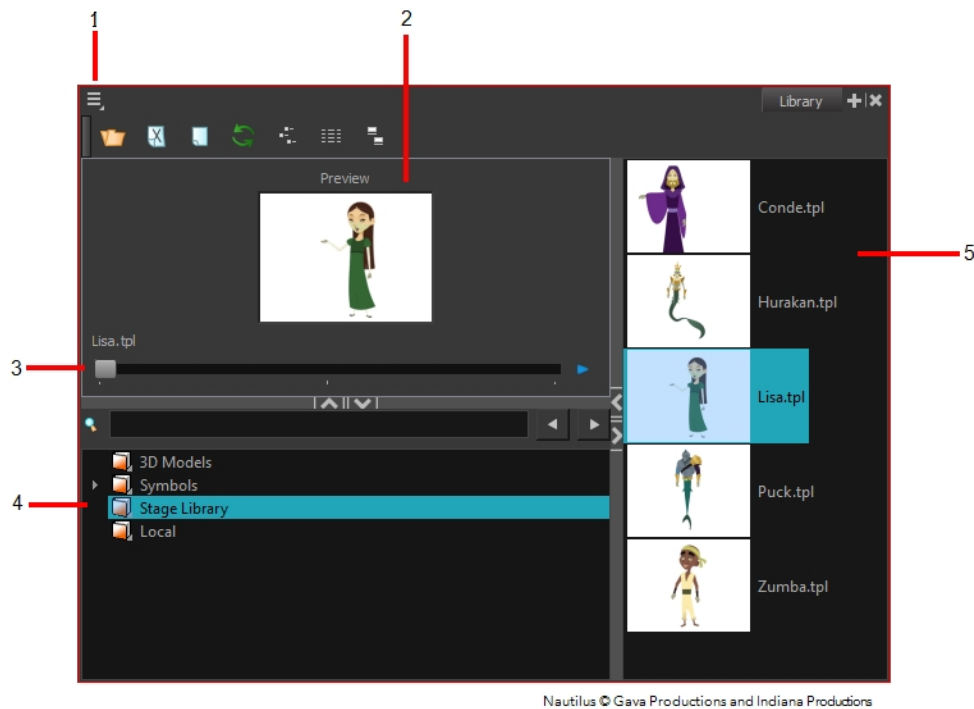 1
2
Library
Preview
Conde.tpl
5
Hurakan.tpl
Lisa.tpl
3
Lisa.tpl
3D Models
Symbols
4
Stage Library
Puck.tpl
Local
Zumba.tpl
Nautilus © Gava Productions and Indiana Productions